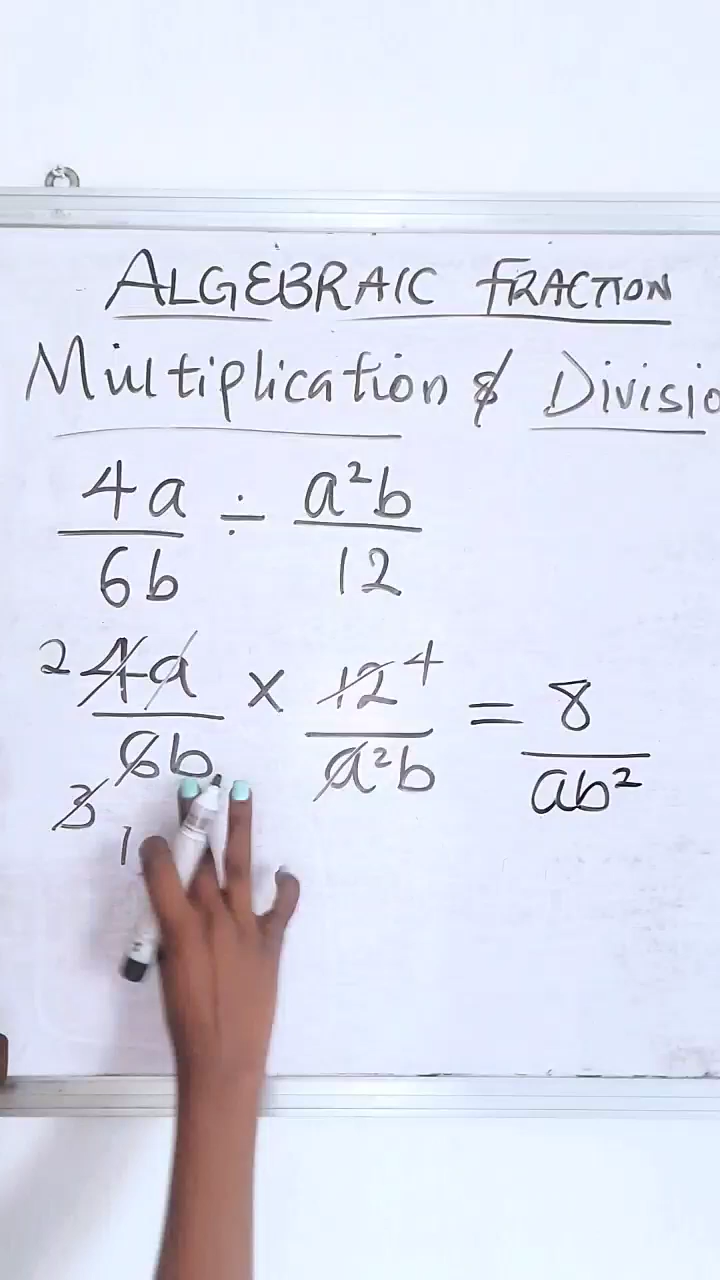 ALGEBRAIC FRACTION
Multiplication & Divisio
4a/6b ÷ a²b/12
2 4a/6b × 12 4/a²b = 8/ab²
3
1